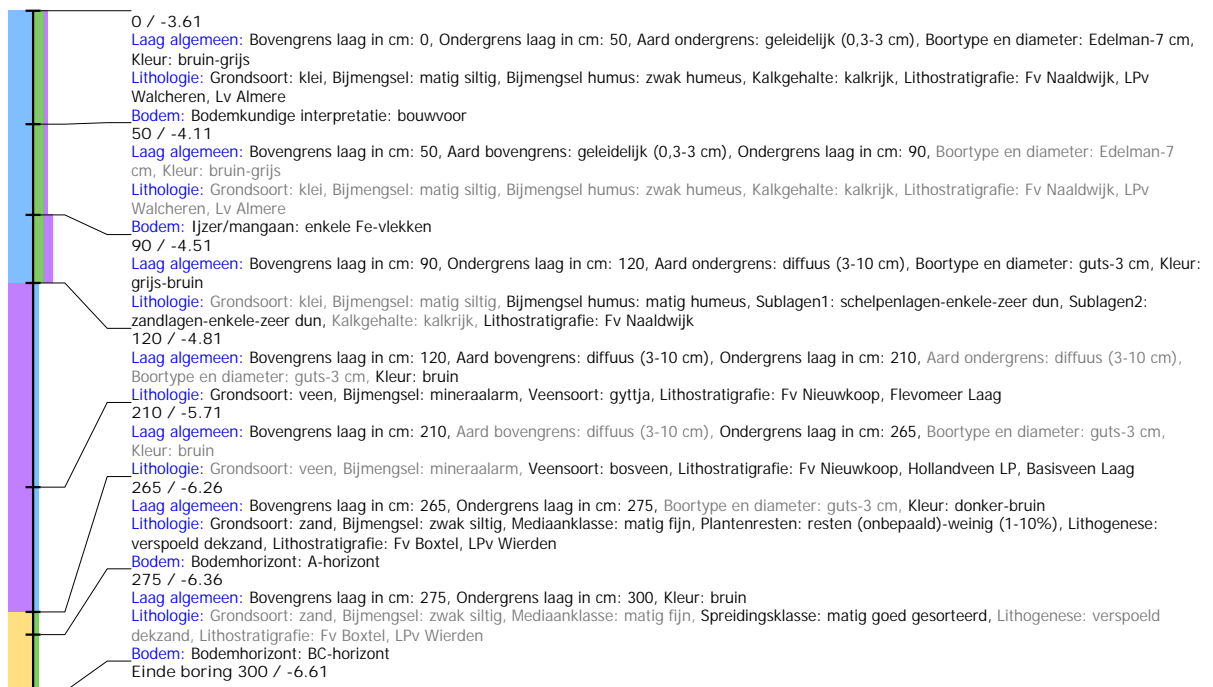 0 / -3.61
Laag algemeen: Bovengrens laag in cm: 0, Ondergrens laag in cm: 50, Aard ondergrens: geleidelijk (0,3-3 cm), Boortype en diameter: Edelman-7 cm,
Kleur: bruin-grijs
Lithologie: Grondsoort: klei, Bijmengsel: matig siltig, Bijmengsel humus: zwak humeus, Kalkgehalte: kalkrijk, Lithostratigrafie: Fv Naaldwijk, LPv
Walcheren, Lv Almere
Bodem: Bodemkundige interpretatie: bouwvoor
50 / -4.11
Laag algemeen: Bovengrens laag in cm: 50, Aard bovengrens: geleidelijk (0,3-3 cm), Ondergrens laag in cm: 90, Boortype en diameter: Edelman-7
cm, Kleur: bruin-grijs
Lithologie: Grondsoort: klei, Bijmengsel: matig siltig, Bijmengsel humus: zwak humeus, Kalkgehalte: kalkrijk, Lithostratigrafie: Fv Naaldwijk, LPv
Walcheren, Lv Almere
Bodem: Ijzer/mangaan: enkele Fe-vlekken
90 / -4.51
Laag algemeen: Bovengrens laag in cm: 90, Ondergrens laag in cm: 120, Aard ondergrens: diffuus (3-10 cm), Boortype en diameter: guts-3 cm, Kleur:
grijs-bruin
Lithologie: Grondsoort: klei, Bijmengsel: matig siltig, Bijmengsel humus: matig humeus, Sublagen1: schelpenlagen-enkele-zeer dun, Sublagen2:
zandlagen-enkele-zeer dun, Kalkgehalte: kalkrijk, Lithostratigrafie: Fv Naaldwijk
120 / -4.81
Laag algemeen: Bovengrens laag in cm: 120, Aard bovengrens: diffuus (3-10 cm), Ondergrens laag in cm: 210, Aard ondergrens: diffuus (3-10 cm),
Boortype en diameter: guts-3 cm, Kleur: bruin
Lithologie: Grondsoort: veen, Bijmengsel: mineraalarm, Veensoort: gyttja, Lithostratigrafie: Fv Nieuwkoop, Flevomeer Laag
210 / -5.71
Laag algemeen: Bovengrens laag in cm: 210, Aard bovengrens: diffuus (3-10 cm), Ondergrens laag in cm: 265, Boortype en diameter: guts-3 cm,
Kleur: bruin
Lithologie: Grondsoort: veen, Bijmengsel: mineraalarm, Veensoort: bosveen, Lithostratigrafie: Fv Nieuwkoop, Hollandveen LP, Basisveen Laag
265 / -6.26
Laag algemeen: Bovengrens laag in cm: 265, Ondergrens laag in cm: 275, Boortype en diameter: guts-3 cm, Kleur: donker-bruin
Lithologie: Grondsoort: zand, Bijmengsel: zwak siltig, Mediaanklasse: matig fijn, Plantenresten: resten (onbepaald)-weinig (1-10%), Lithogenese:
verspoeld dekzand, Lithostratigrafie: Fv Boxtel, LPv Wierden
Bodem: Bodemhorizont: A-horizont
275 / -6.36
Laag algemeen: Bovengrens laag in cm: 275, Ondergrens laag in cm: 300, Kleur: bruin
Lithologie: Grondsoort: zand, Bijmengsel: zwak siltig, Mediaanklasse: matig fijn, Spreidingsklasse: matig goed gesorteerd, Lithogenese: verspoeld
dekzand, Lithostratigrafie: Fv Boxtel, LPv Wierden
Bodem: Bodemhorizont: BC-horizont
Einde boring 300 / -6.61